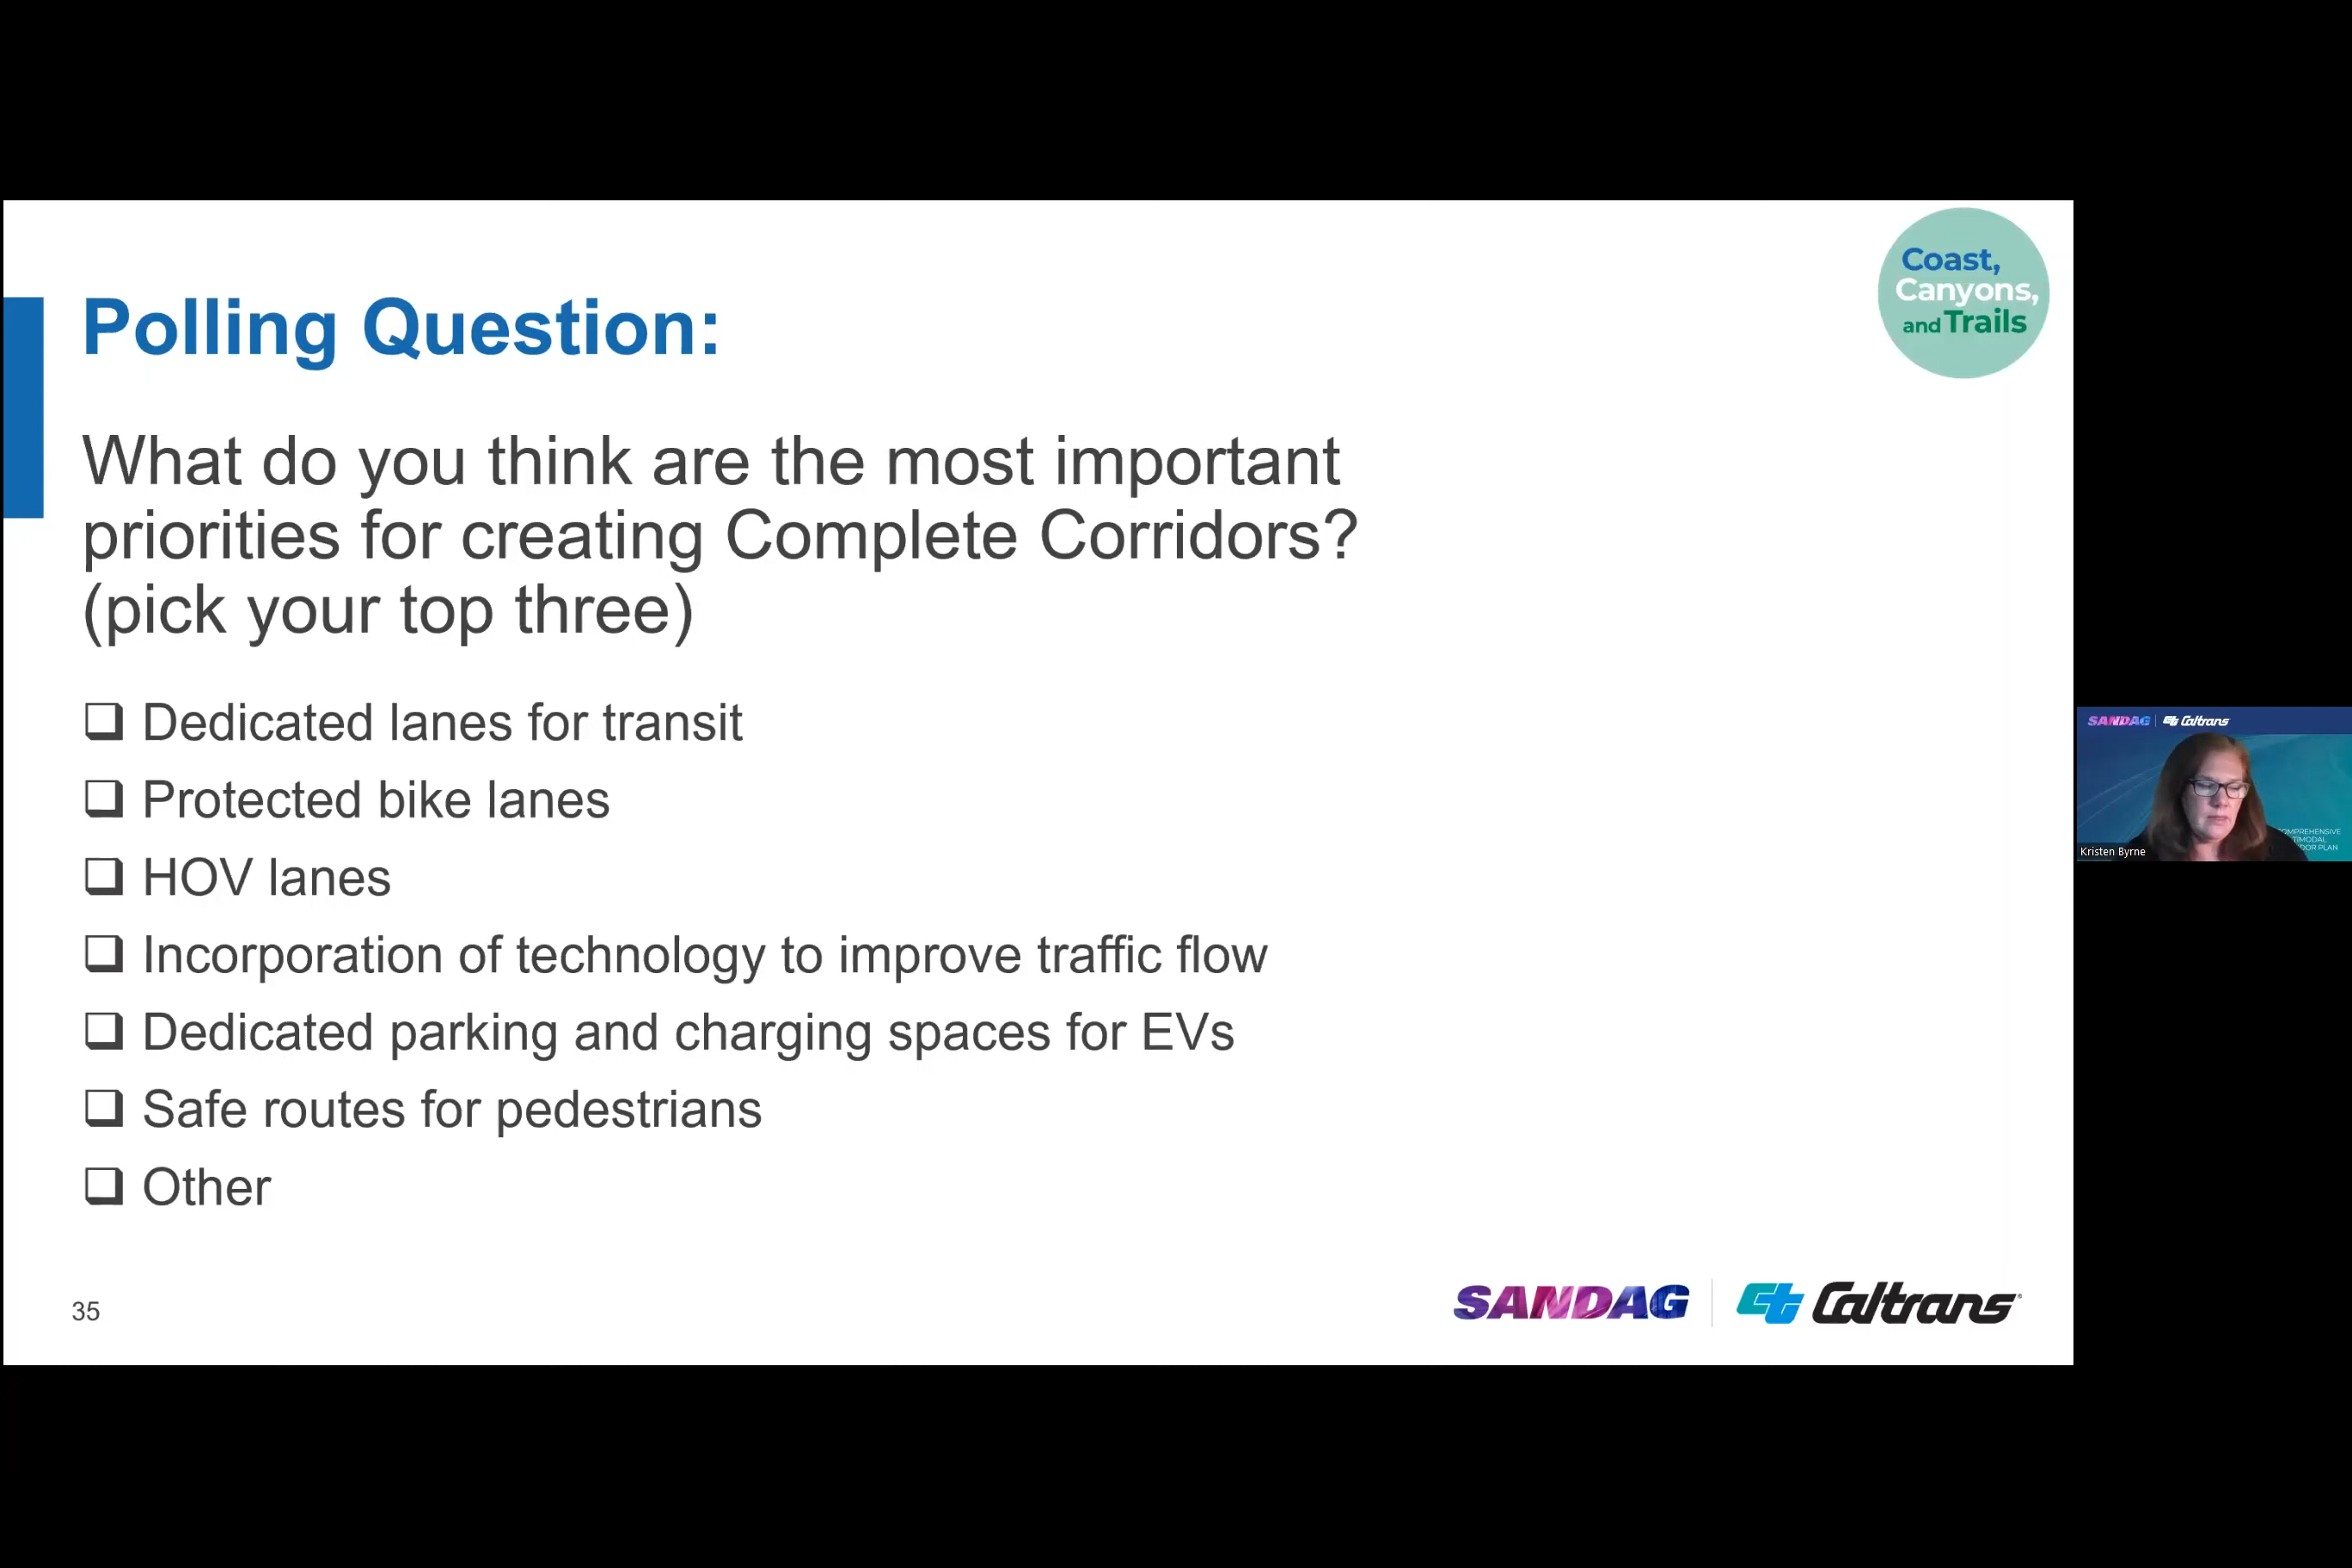 Coast,
Canyons,
and Trails
Polling Question:
What do you think are the most important
priorities for creating Complete Corridors?
(pick your top three)
Dedicated lanes for transit
Protected bike lanes
HOV lanes
Incorporation of technology to improve traffic flow
Dedicated parking and charging spaces for EVs
Safe routes for pedestrians
Other
35
SANDAG
Caltrans
SANDAG
Caltrans
Kristen Byrne
PLAN